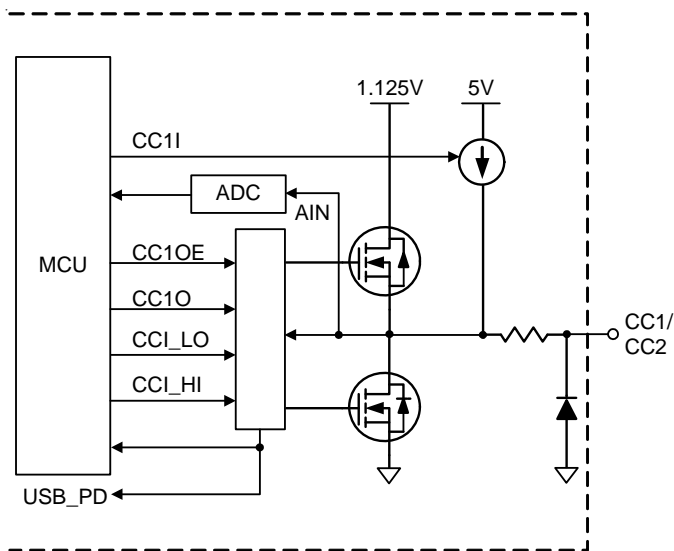 1.125V 5V
CC1I
ADC
AIN
MCU
CC1OE
CC1O
CCI_LO
CCI_HI
CC1/
CC2
USB_PD